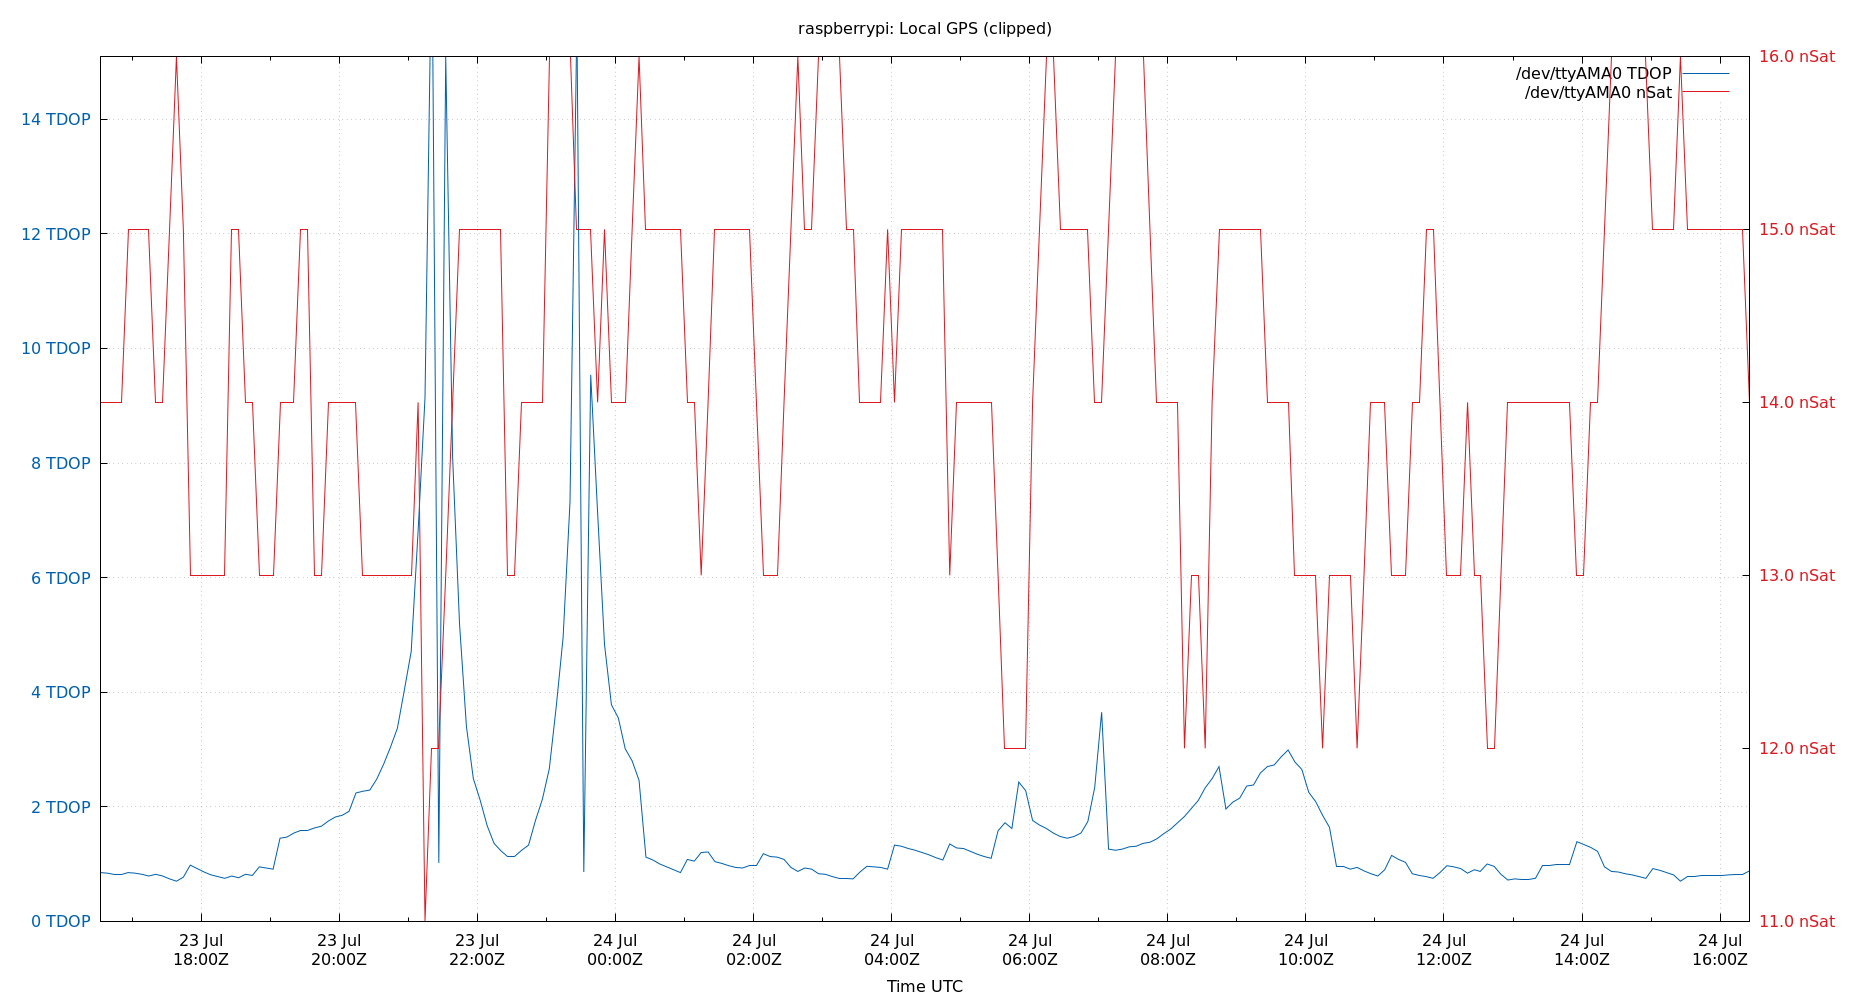 raspberrypi: Local GPS (clipped)
/dev/ttyAMA0 TDOP
/dev/ttyAMA0 nSat
14 TDOP
12 TDOP
10 TDOP
8 TDOP
6 TDOP
4 TDOP
2 TDOP
0 TDOP
16.0 nSat
15.0 nSat
14.0 nSat
13.0 nSat
12.0 nSat
11.0 nSat
23 Jul
18:00Z
23 Jul
20:00Z
23 Jul
22:00Z
24 Jul
00:00Z
24 Jul
02:00Z
24 Jul
04:00Z
24 Jul
06:00Z
24 Jul
08:00Z
24 Jul
10:00Z
24 Jul
12:00Z
24 Jul
14:00Z
24 Jul
16:00Z
Time UTC